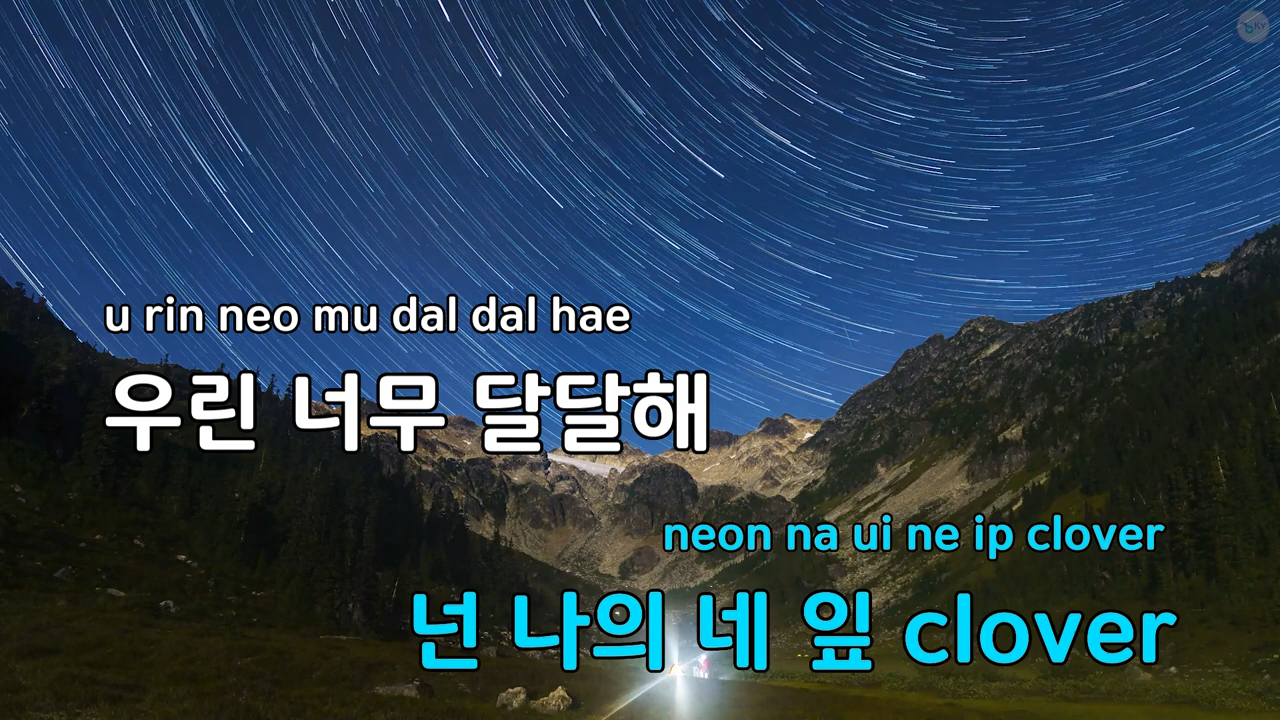 u rin neo mu dal dal hae
우린 너무 달달해
neon na ui ne ip clover
넌 나의 네 잎 clover